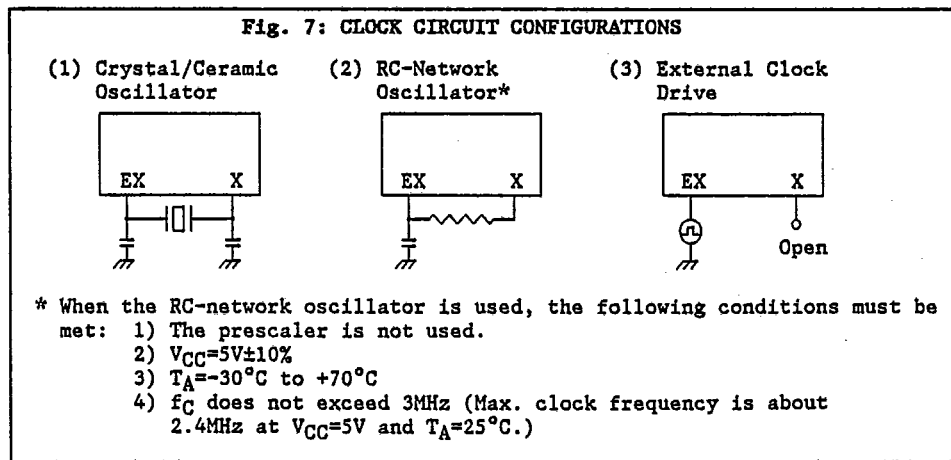 Fig. 7: CLOCK CIRCUIT CONFIGURATIONS
(1) Crystal/Ceramic Oscillator
(2) RC-Network Oscillator*
(3) External Clock Drive
EX X
EX X
EX X
Open
* When the RC-network oscillator is used, the following conditions must be
met: 1) The prescaler is not used.
2) VCC=5V±10%
3) TA=-30°C to +70°C
4) fC does not exceed 3MHz (Max. clock frequency is about
2.4MHz at VCC=5V and TA=25°C.)